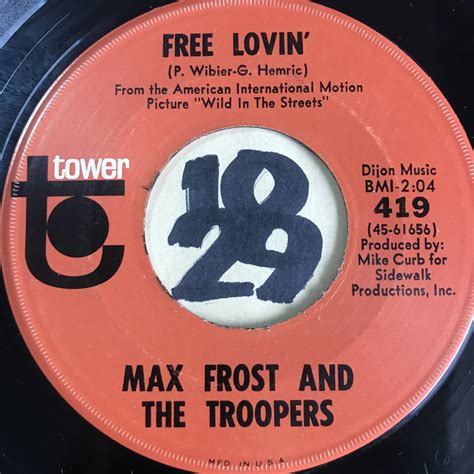 FREE LOVIN'
(P. Wibier-G. Hemric)
From the American International Motion
Picture "Wild In The Streets"
tower
Dijon Music
BMI-2:04
419
(45-61656)
Produced by:
Mike Curb for
Sidewalk
Productions, Inc.
1029
MAX FROST AND
THE TROOPERS
MFD. IN U.S.A.